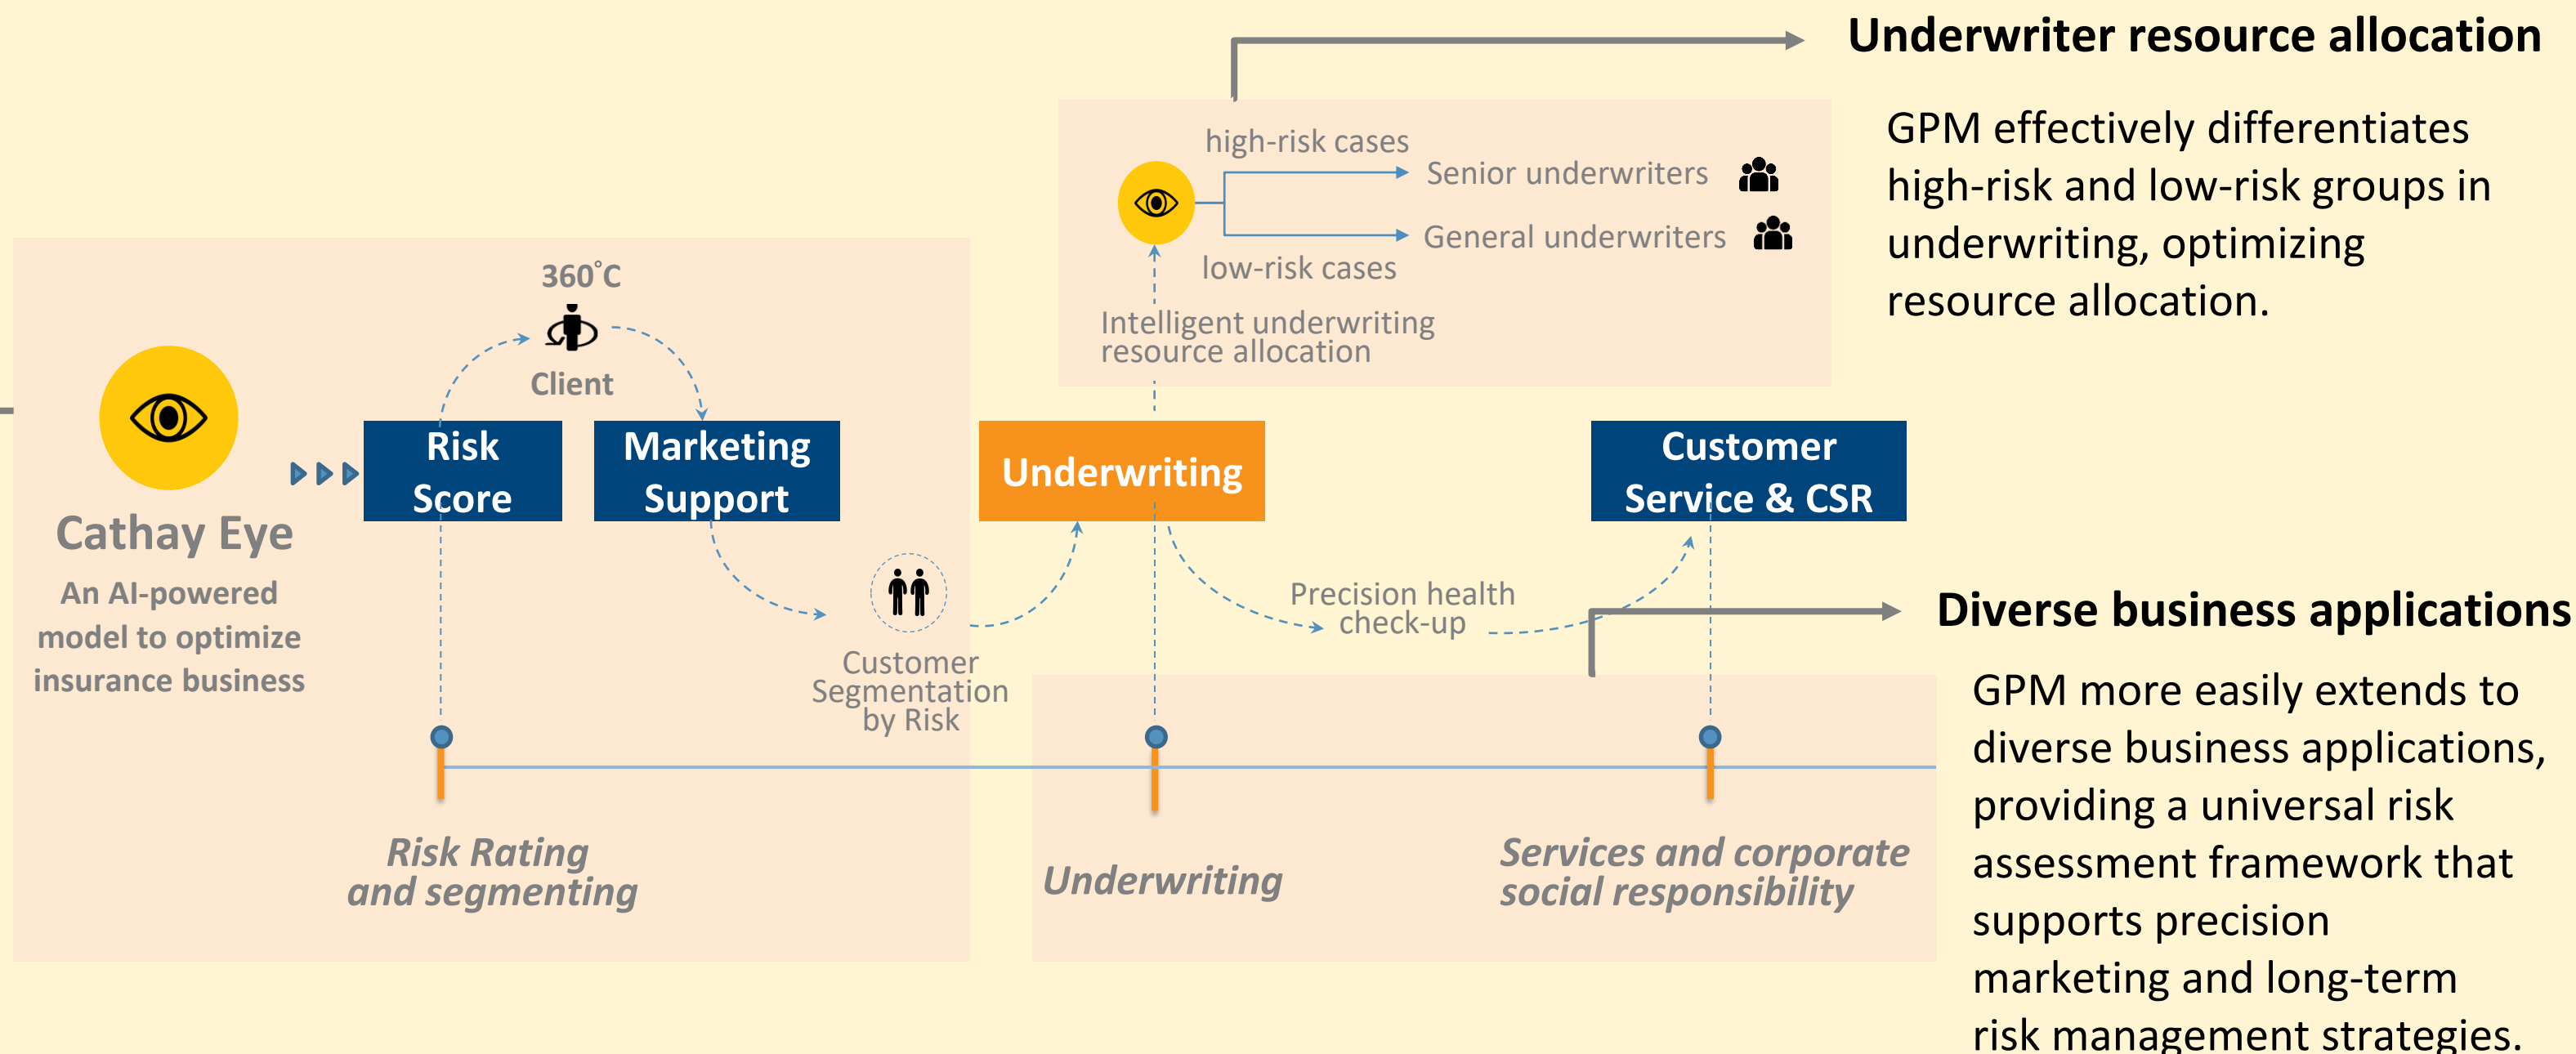 Underwriter resource allocation
GPM effectively differentiates
high-risk and low-risk groups in
underwriting, optimizing
resource allocation.
high-risk cases
Senior underwriters
General underwriters
low-risk cases
Intelligent underwriting
resource allocation
360°C
Client
Cathay Eye
An AI-powered
model to optimize
insurance business
Risk
Score
Marketing
Support
Underwriting
Customer
Service & CSR
Customer
Segmentation
by Risk
Precision health
check-up
Diverse business applications
GPM more easily extends to
diverse business applications,
providing a universal risk
assessment framework that
supports precision
marketing and long-term
risk management strategies.
Risk Rating
and segmenting
Underwriting
Services and corporate
social responsibility